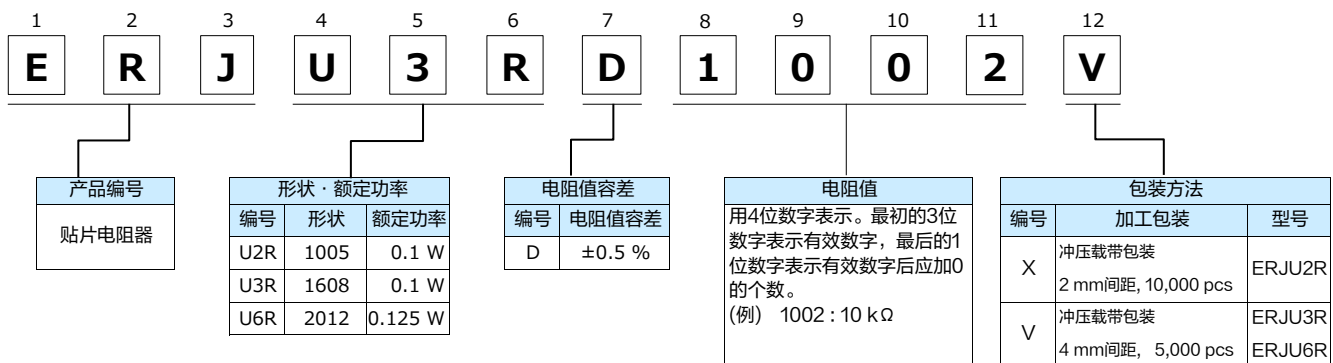 1 2 3 4 5 6 7 8 9 10 11 12
E R J U 3 R D 1 0 0 2 V
产品编号
贴片电阻器
形状・额定功率
编号 形状 额定功率
U2R 1005 0.1 W
U3R 1608 0.1 W
U6R 2012 0.125 W
电阻值容差
编号 电阻值容差
D ±0.5 %
电阻值
用4位数字表示。最初的3位
数字表示有效数字，最后的1
位数字表示有效数字后应加0
的个数。
(例) 1002 : 10 kΩ
包装方法
编号 加工包装 型号
X 冲压载带包装 ERJU2R
2 mm间距, 10,000 pcs
V 冲压载带包装 ERJU3R
4 mm间距, 5,000 pcs ERJU6R